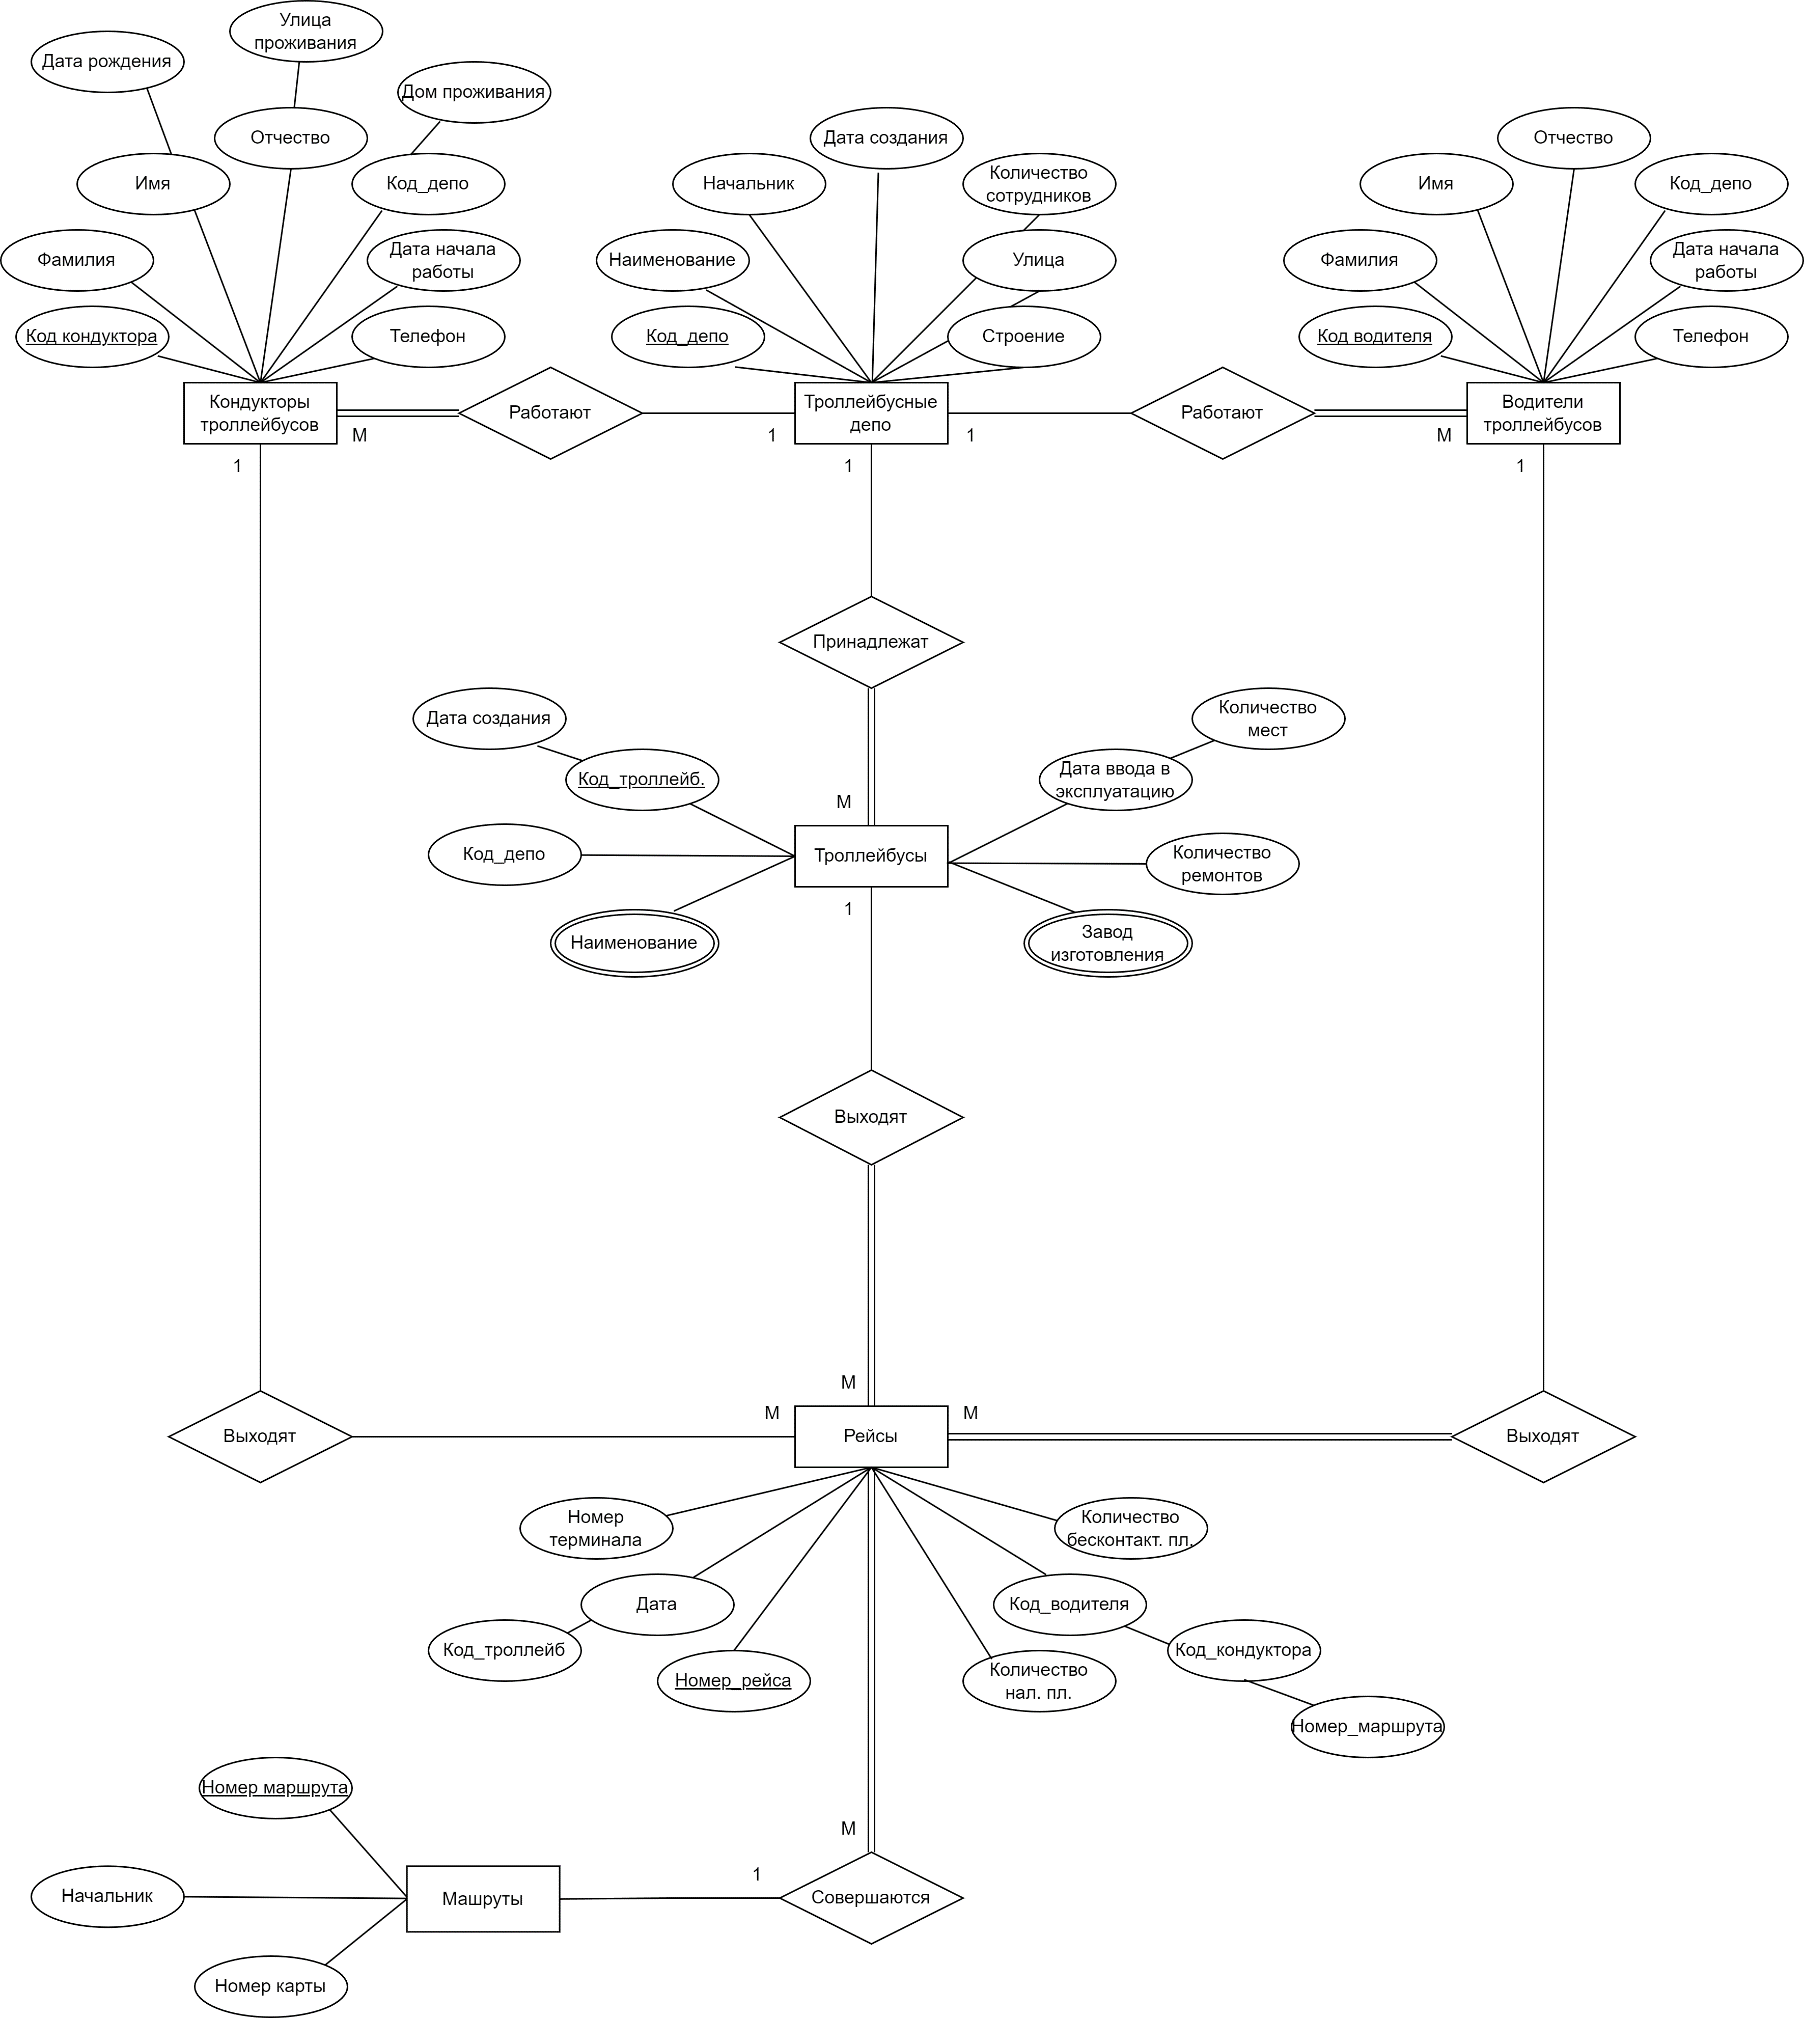 Улица
проживания
Дата рождения
Дом проживания
Отчество
Имя
Код_депо
Фамилия
Дата начала
работы
Код кондуктора
Телефон
Дата создания
Начальник
Количество
сотрудников
Наименование
Улица
Код_депо
Строение
Отчество
Имя
Код_депо
Фамилия
Дата начала
работы
Код водителя
Телефон
Кондукторы
троллейбусов
М
1
Работают
1
Троллейбусные
депо
1
1
Работают
М
Водители
троллейбусов
1
Принадлежат
Дата создания
Код_троллейб.
Код_депо
Наименование
М
Троллейбусы
1
Количество
мест
Дата ввода в
эксплуатацию
Количество
ремонтов
Завод
изготовления
Выходят
М
М
М
Выходят
Рейсы
Выходят
Номер
терминала
Количество
бесконтакт. пл.
Дата
Код_водителя
Код_троллейб
Код_кондуктора
Номер_рейса
Количество
нал. пл.
Номер_маршрута
Номер маршрута
М
1
Начальник
Машруты
Совершаются
Номер карты